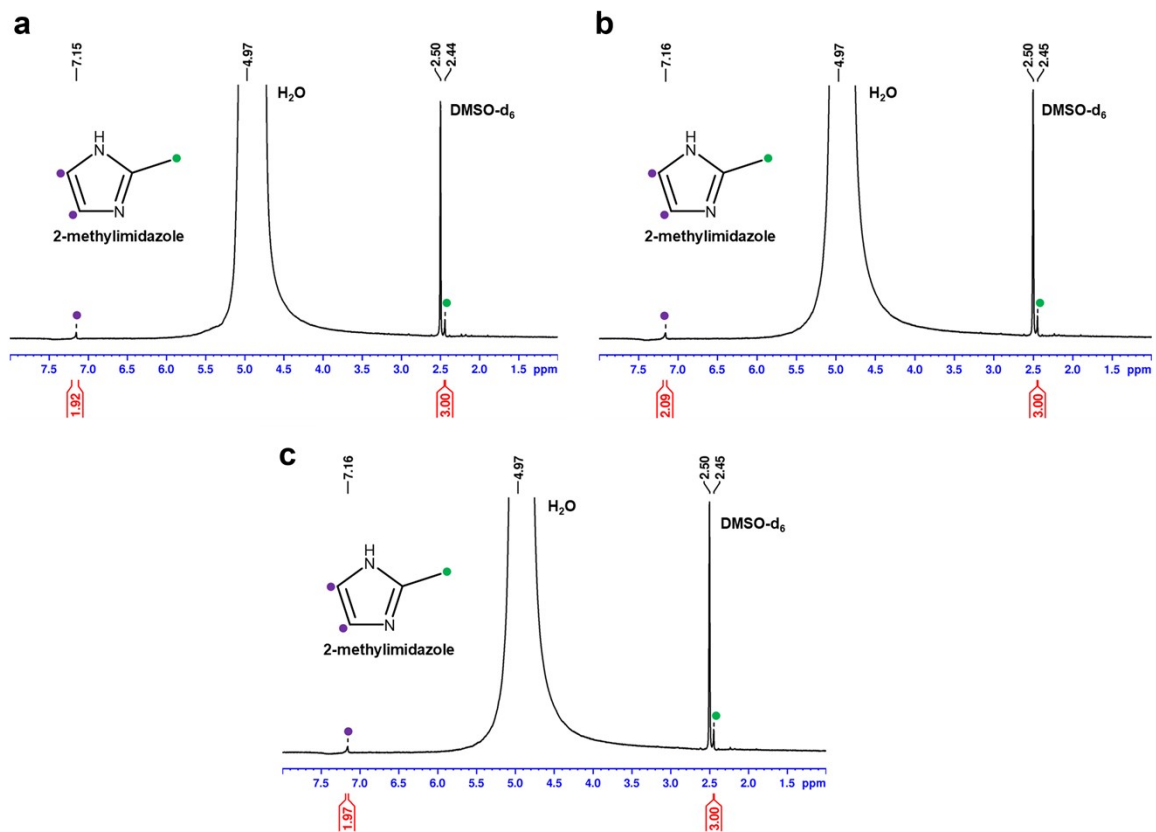 a
7.15
4.97
2.50
2.44
H₂O
DMSO-d₆
H
N
N
2-methylimidazole
7.5 7.0 6.5 6.0 5.5 5.0 4.5 4.0 3.5 3.0 2.5 2.0 1.5 ppm
1.92
3.00
b
7.16
4.97
2.50
2.45
H₂O
DMSO-d₆
H
N
N
2-methylimidazole
7.5 7.0 6.5 6.0 5.5 5.0 4.5 4.0 3.5 3.0 2.5 2.0 1.5 ppm
2.09
3.00
c
7.16
4.97
2.50
2.45
H₂O
DMSO-d₆
H
N
N
2-methylimidazole
7.5 7.0 6.5 6.0 5.5 5.0 4.5 4.0 3.5 3.0 2.5 2.0 1.5 ppm
1.97
3.00